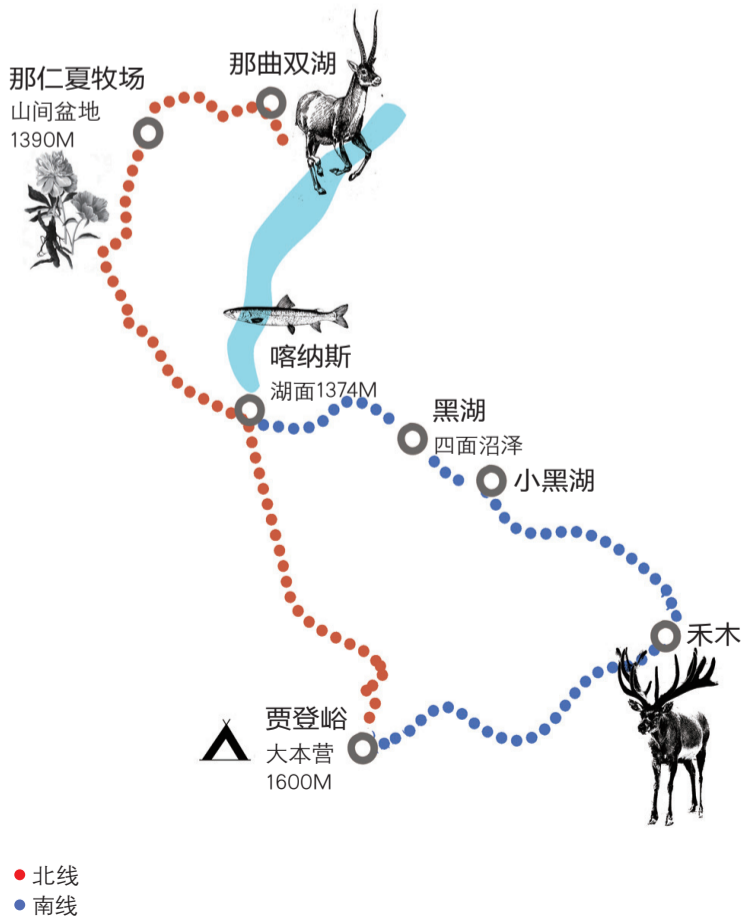 那曲双湖
那仁夏牧场
山间盆地
1390M
喀纳斯
湖面1374M
黑湖
四面沼泽
小黑湖
禾木
贾登峪
大本营
1600M
北线
南线